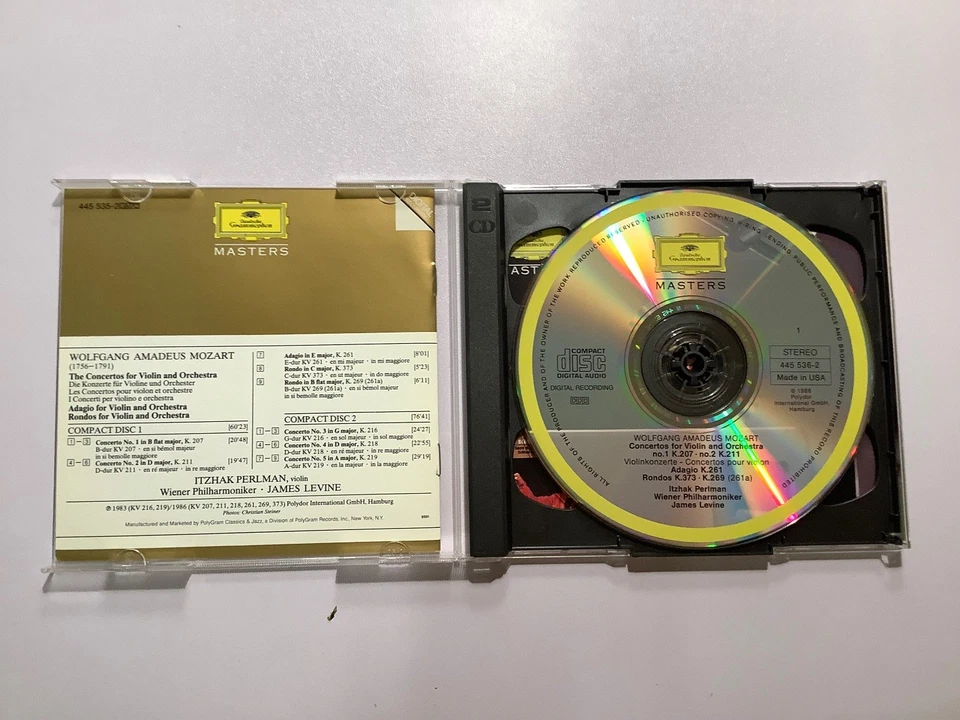 445 535-2
Deutsche
Grammophon
MASTERS
WOLFGANG AMADEUS MOZART
(1756–1791)
The Concertos for Violin and Orchestra
Die Konzerte für Violine und Orchester
Les Concertos pour violon et orchestre
I Concerti per violino e orchestra
Adagio for Violin and Orchestra
Rondos for Violin and Orchestra
COMPACT DISC 1 [60'23]
1 – 3 Concerto No. 1 in B flat major, K. 207 [20'48]
B-dur KV 207 · en si bémol majeur
in si bemolle maggiore
4 – 6 Concerto No. 2 in D major, K. 211 [19'47]
D-dur KV 211 · en ré majeur · in re maggiore
7 Adagio in E major, K. 261 [8'01]
E-dur KV 261 · en mi majeur · in mi maggiore
8 Rondo in C major, K. 373 [5'23]
C-dur KV 373 · en ut majeur · in do maggiore
9 Rondo in B flat major, K. 269 (261a) [6'11]
B-dur KV 269 (261a) · en si bémol majeur
in si bemolle maggiore
COMPACT DISC 2 [76'41]
1 – 3 Concerto No. 3 in G major, K. 216 [24'27]
G-dur KV 216 · en sol majeur · in sol maggiore
4 – 6 Concerto No. 4 in D major, K. 218 [22'55]
D-dur KV 218 · en ré majeur · in re maggiore
7 – 9 Concerto No. 5 in A major, K. 219 [29'19]
A-dur KV 219 · en la majeur · in la maggiore
ITZHAK PERLMAN, violin
Wiener Philharmoniker · JAMES LEVINE
℗ 1983 (KV 216, 219)/1986 (KV 207, 211, 218, 261, 269, 373) Polydor International GmbH, Hamburg
Photos: Christian Steiner
Manufactured and Marketed by PolyGram Classics & Jazz, a Division of PolyGram Records, Inc., New York, N.Y.
2
CD
AST
Deutsche
Grammophon
MASTERS
ALL RIGHTS OF THE PRODUCER AND OF THE OWNER OF THE WORK REPRODUCED RESERVED · UNAUTHORISED COPYING, HIRING, LENDING, PUBLIC PERFORMANCE AND BROADCASTING OF THIS RECORD PROHIBITED
1
COMPACT
disc
DIGITAL AUDIO
DIGITAL RECORDING
DDD
STEREO
445 536-2
Made in USA
℗ 1986
Polydor
International GmbH,
Hamburg
WOLFGANG AMADEUS MOZART
Concertos for Violin and Orchestra
no.1 K.207 · no.2 K.211
Violinkonzerte – Concertos pour violon
Adagio K.261
Rondos K.373 · K.269 (261a)
Itzhak Perlman
Wiener Philharmoniker
James Levine